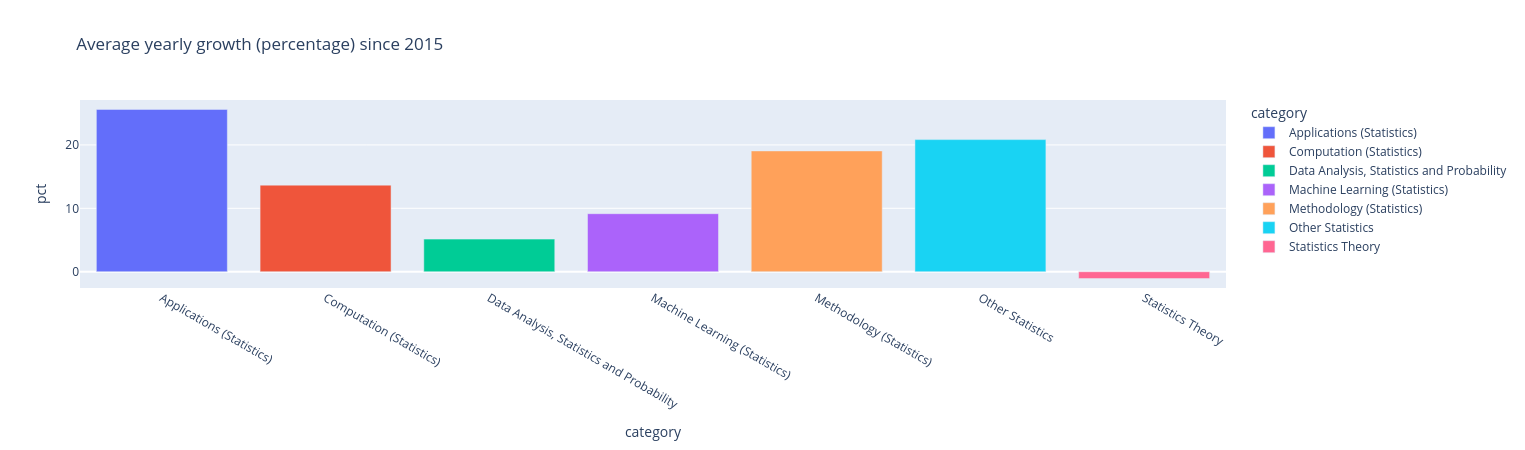 Average yearly growth (percentage) since 2015
category
Applications (Statistics)
Computation (Statistics)
Data Analysis, Statistics and Probability
Machine Learning (Statistics)
Methodology (Statistics)
Other Statistics
Statistics Theory
pct
20
10
0
Applications (Statistics)
Computation (Statistics)
Data Analysis, Statistics and Probability
Machine Learning (Statistics)
Methodology (Statistics)
Other Statistics
Statistics Theory
category